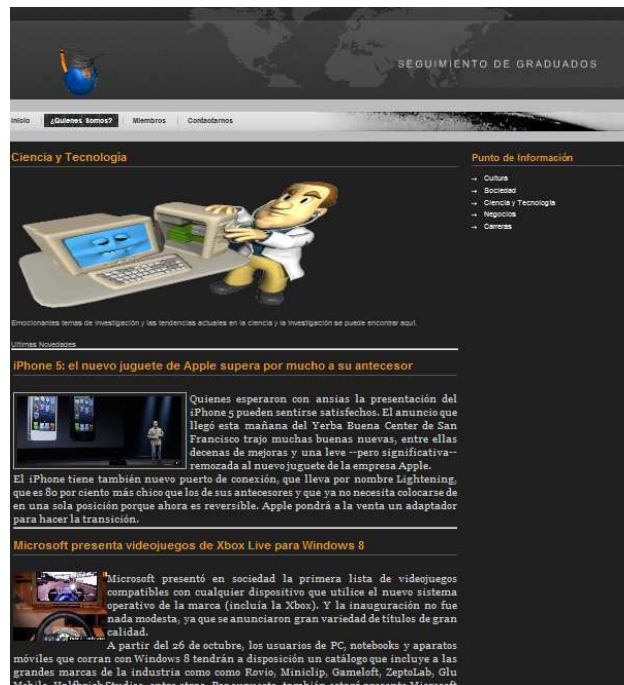 SEGUIMIENTO DE GRADUADOS
Inicio
¿Quienes Somos?
Miembros
Contactarnos
Ciencia y Tecnología
Emocionantes temas de investigación y las tendencias actuales en la ciencia y la investigación se puede encontrar aquí.
Ultimas Novedades
iPhone 5: el nuevo juguete de Apple supera por mucho a su antecesor
Quienes esperaron con ansias la presentación del
iPhone 5 pueden sentirse satisfechos. El anuncio que
llegó esta mañana del Yerba Buena Center de San
Francisco trajo muchas buenas nuevas, entre ellas
decenas de mejoras y una leve --pero significativa--
remozada al nuevo juguete de la empresa Apple.
El iPhone tiene también nuevo puerto de conexión, que lleva por nombre Lightening,
que es 80 por ciento más chico que los de sus antecesores y que ya no necesita colocarse de
en una sola posición porque ahora es reversible. Apple pondrá a la venta un adaptador
para hacer la transición.
Microsoft presenta videojuegos de Xbox Live para Windows 8
Microsoft presentó en sociedad la primera lista de videojuegos
compatibles con cualquier dispositivo que utilice el nuevo sistema
operativo de la marca (incluía la Xbox). Y la inauguración no fue
nada modesta, ya que se anunciaron gran variedad de títulos de gran
calidad.
A partir del 26 de octubre, los usuarios de PC, notebooks y aparatos
móviles que corran con Windows 8 tendrán a disposición un catálogo que incluye a las
grandes marcas de la industria como como Rovio, Miniclip, Gameloft, ZeptoLab, Glu
Punto de Información
→ Cultura
→ Sociedad
→ Ciencia y Tecnología
→ Negocios
→ Carreras